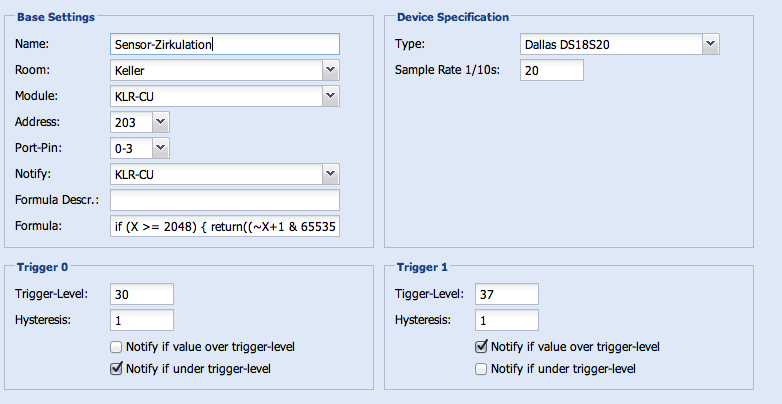 Base Settings
Name: Sensor-Zirkulation
Room: Keller
Module: KLR-CU
Address: 203
Port-Pin: 0-3
Notify: KLR-CU
Formula Descr.:
Formula: if (X >= 2048) { return((~X+1 & 65535
Device Specification
Type: Dallas DS18S20
Sample Rate 1/10s: 20
Trigger 0
Trigger-Level: 30
Hysteresis: 1
Notify if value over trigger-level
Notify if under trigger-level
Trigger 1
Tigger-Level: 37
Hysteresis: 1
Notify if value over trigger-level
Notify if under trigger-level